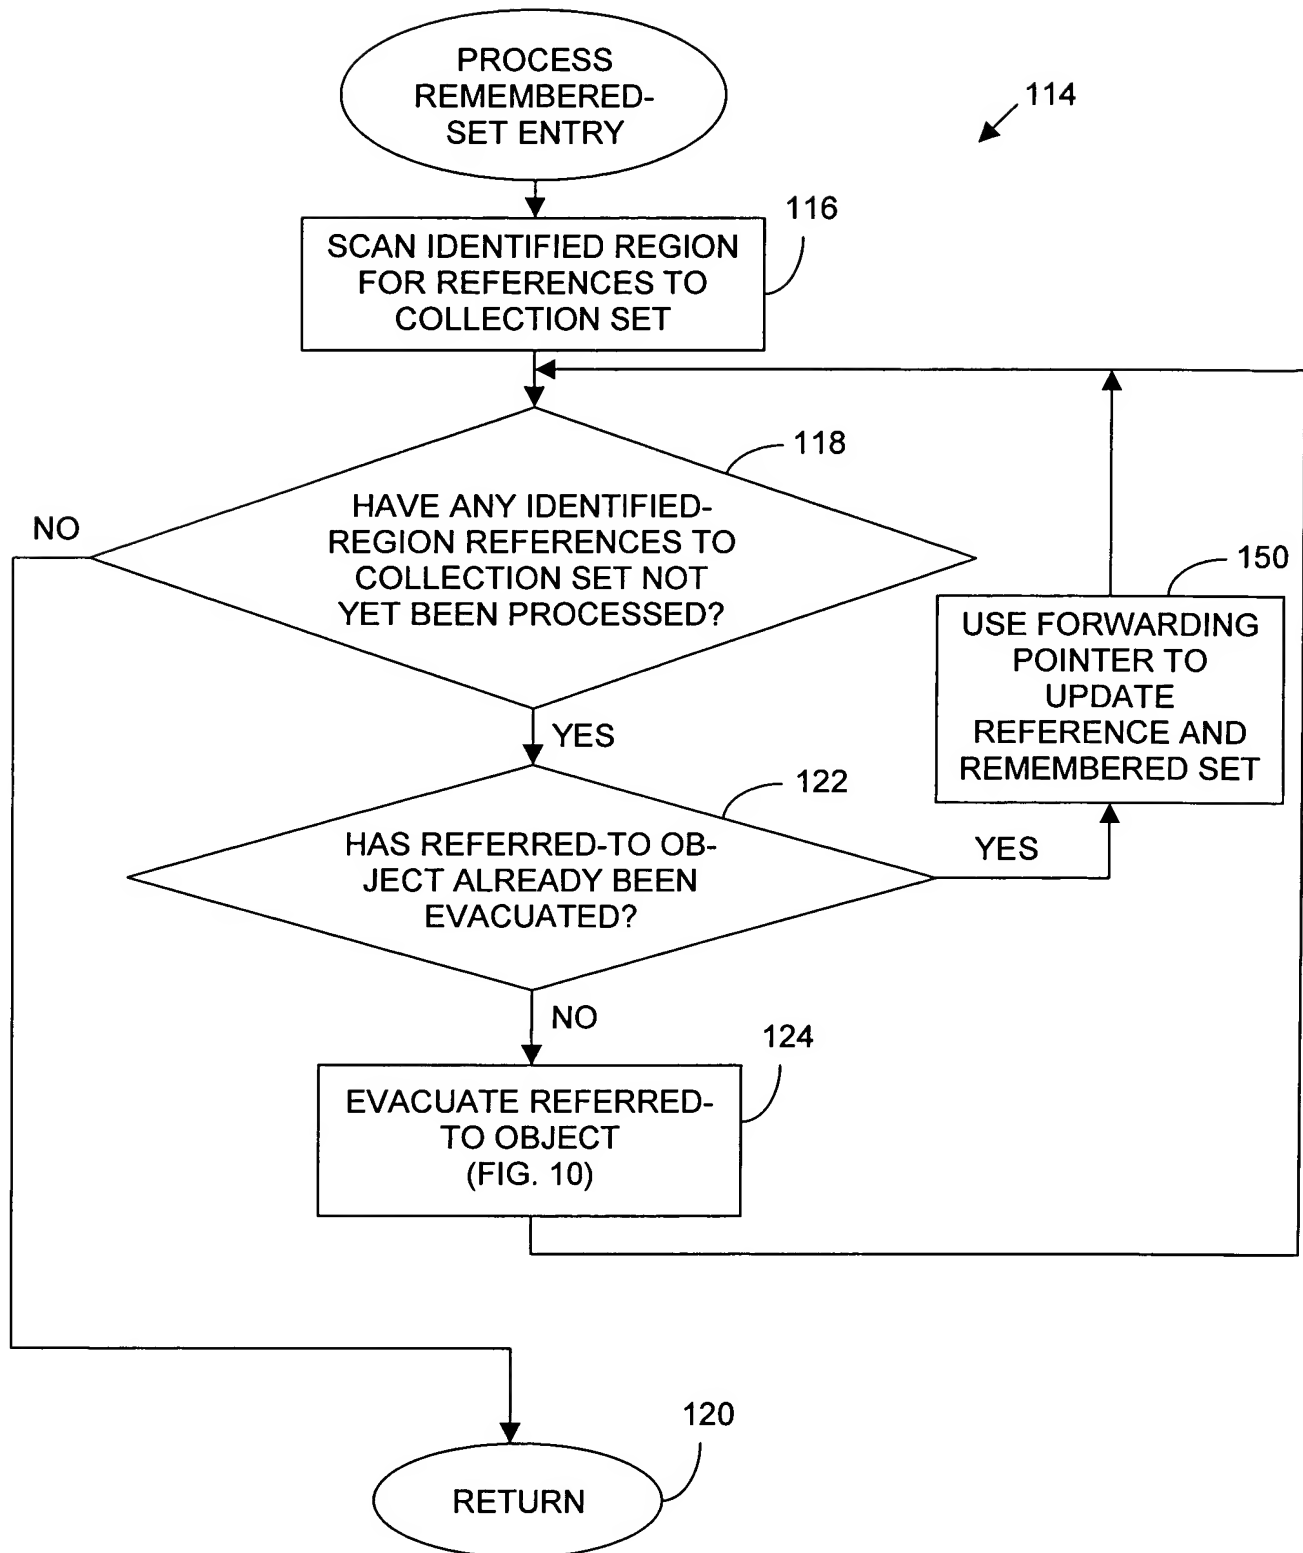 PROCESS
REMEMBERED-
SET ENTRY
114
116
SCAN IDENTIFIED REGION
FOR REFERENCES TO
COLLECTION SET
118
NO
HAVE ANY IDENTIFIED-
REGION REFERENCES TO
COLLECTION SET NOT
YET BEEN PROCESSED?
150
USE FORWARDING
POINTER TO
UPDATE
REFERENCE AND
REMEMBERED SET
YES
122
HAS REFERRED-TO OB-
JECT ALREADY BEEN
EVACUATED?
YES
NO
124
EVACUATE REFERRED-
TO OBJECT
(FIG. 10)
120
RETURN